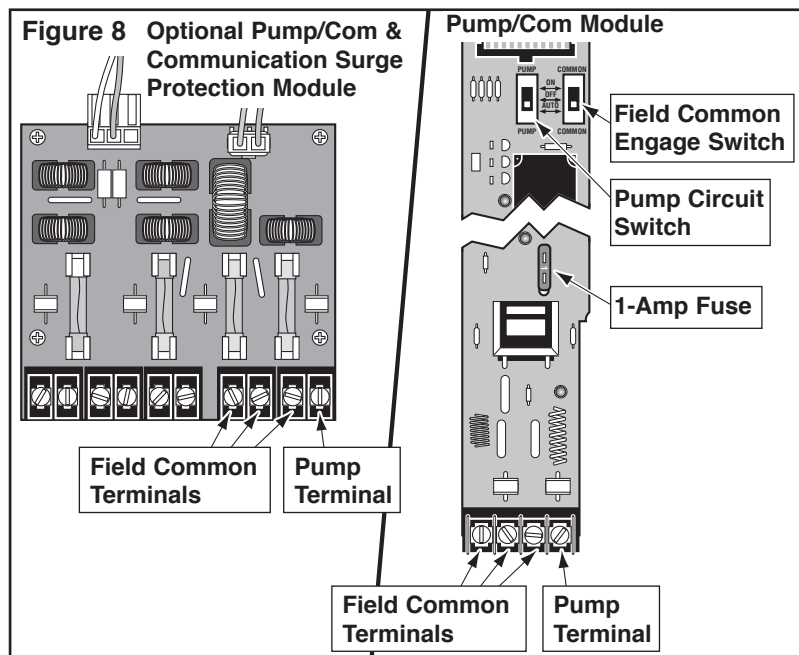 Figure 8
Optional Pump/Com &
Communication Surge
Protection Module
Field Common
Terminals
Pump
Terminal
Pump/Com Module
PUMP
COMMON
ON
OFF
AUTO
PUMP
COMMON
Field Common
Engage Switch
Pump Circuit
Switch
1-Amp Fuse
Field Common
Terminals
Pump
Terminal